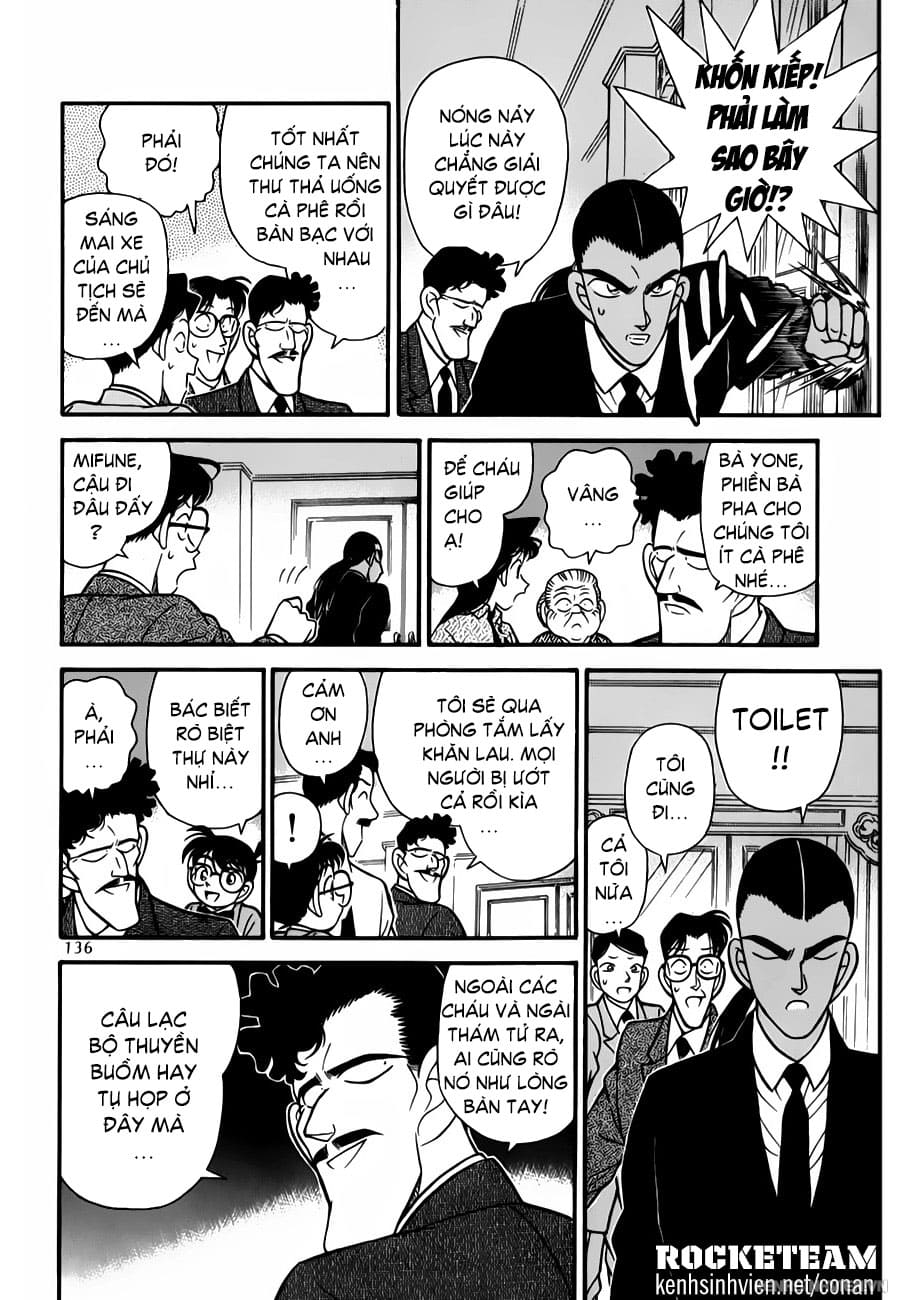 KHỐN KIẾP!
PHẢI LÀM
SAO BÂY
GIỜ!?
NÓNG NẢY
LÚC NÀY
CHẲNG GIẢI
QUYẾT ĐƯỢC
GÌ ĐÂU!
TỐT NHẤT
CHÚNG TA NÊN
THƯ THẢ UỐNG
CÀ PHÊ RỒI
BÀN BẠC VỚI
NHAU
...
PHẢI
ĐÓ!
SÁNG
MAI XE
CỦA CHỦ
TỊCH SẼ
ĐẾN MÀ
...
BÀ YONE,
PHIỀN BÀ
PHA CHO
CHÚNG TÔI
ÍT CÀ PHÊ
NHÉ...
VÂNG
...
ĐỂ CHÁU
GIÚP
CHO
Ạ!
MIFUNE,
CẬU ĐI
ĐÂU ĐẤY
?
TOILET
!!
TÔI
CŨNG
ĐI...
CẢ
TÔI
NỮA
...
TÔI SẼ QUA
PHÒNG TẮM LẤY
KHĂN LAU. MỌI
NGƯỜI BỊ ƯỚT
CẢ RỒI KÌA
...
CẢM
ƠN
ANH
...
!
BÁC BIẾT
RÕ BIỆT
THỰ NÀY
NHỈ...
À,
PHẢI
...
136
NGOÀI CÁC
CHÁU VÀ NGÀI
THÁM TỬ RA,
AI CŨNG RÕ
NÓ NHƯ LÒNG
BÀN TAY!
CÂU LẠC
BỘ THUYỀN
BUỒM HAY
TỤ HỌP Ở
ĐÂY MÀ
...
ROCKETEAM
kenhsinhvien.net/conan